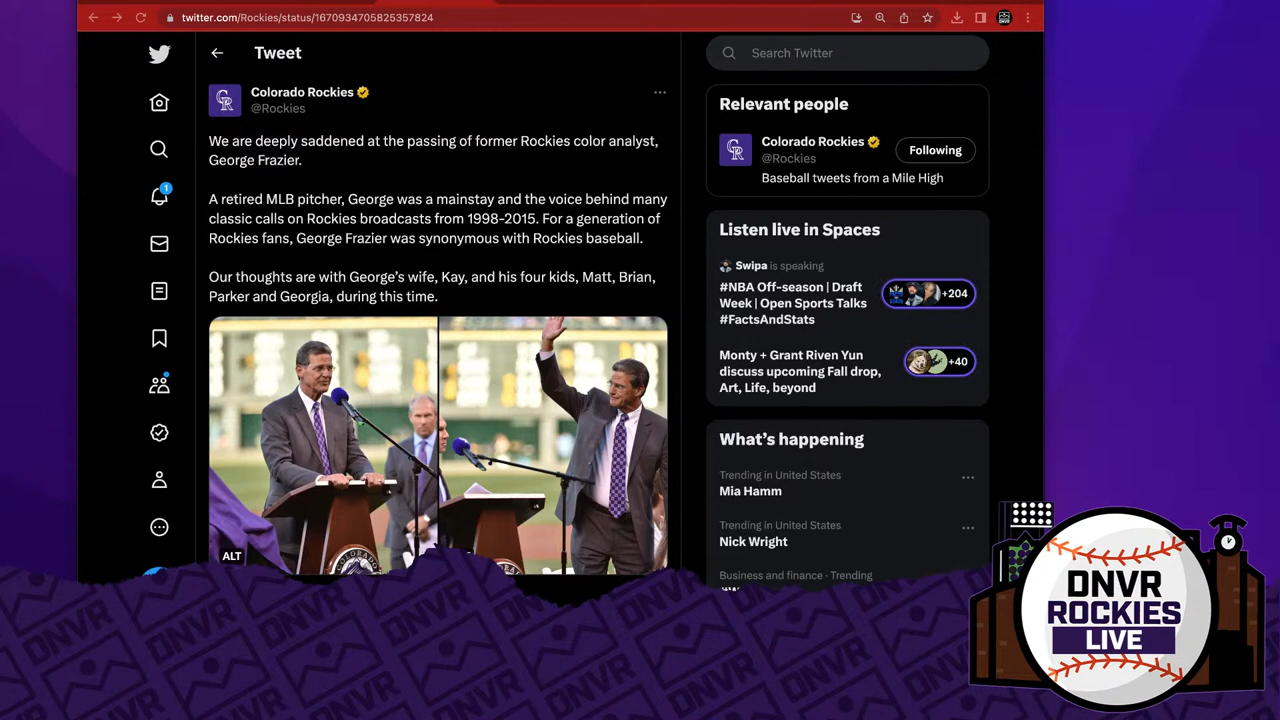 twitter.com/Rockies/status/1670934705825357824
Tweet
Colorado Rockies
@Rockies
We are deeply saddened at the passing of former Rockies color analyst,
George Frazier.
A retired MLB pitcher, George was a mainstay and the voice behind many
classic calls on Rockies broadcasts from 1998-2015. For a generation of
Rockies fans, George Frazier was synonymous with Rockies baseball.
Our thoughts are with George's wife, Kay, and his four kids, Matt, Brian,
Parker and Georgia, during this time.
ALT
1
CR
Search Twitter
Relevant people
CR
Colorado Rockies
@Rockies
Following
Baseball tweets from a Mile High
Listen live in Spaces
Swipa is speaking
#NBA Off-season | Draft
Week | Open Sports Talks
#FactsAndStats
+204
Monty + Grant Riven Yun
discuss upcoming Fall drop,
Art, Life, beyond
+40
What's happening
Trending in United States
Mia Hamm
Trending in United States
Nick Wright
Business and finance · Trending
DNVR
ROCKIES
LIVE